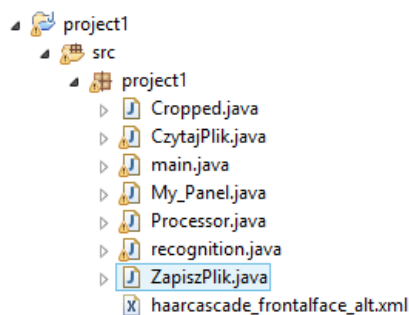 project1
src
project1
Cropped.java
CzytajPlik.java
main.java
My_Panel.java
Processor.java
recognition.java
ZapiszPlik.java
haarcascade_frontalface_alt.xml